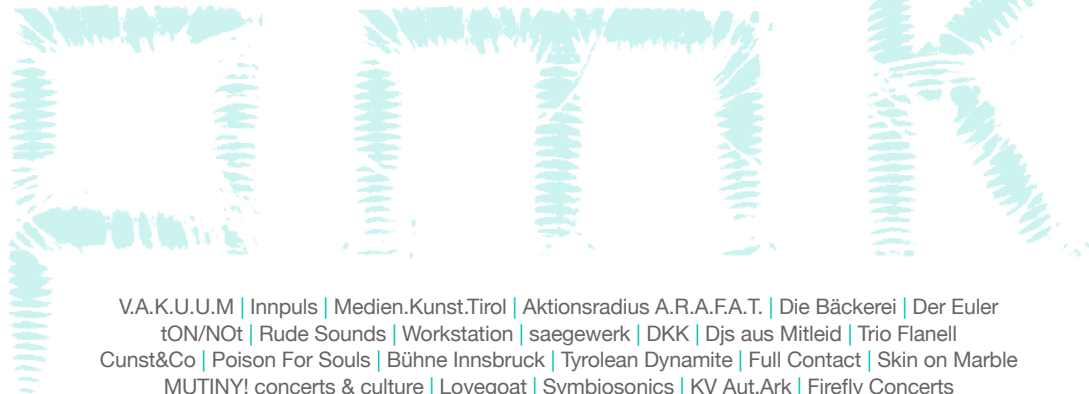 pmk
V.A.K.U.U.M | Innpuls | Medien.Kunst.Tirol | Aktionsradius A.R.A.F.A.T. | Die Bäckerei | Der Euler
tON/NOt | Rude Sounds | Workstation | saegewerk | DKK | Djs aus Mitleid | Trio Flanell
Cunst&Co | Poison For Souls | Bühne Innsbruck | Tyrolean Dynamite | Full Contact | Skin on Marble
MUTINY! concerts & culture | Lovegoat | Symbiosonics | KV Aut.Ark | Firefly Concerts